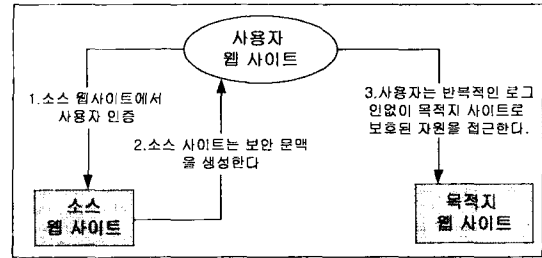 사용자
웹 사이트
1.소스 웹사이트에서
사용자 인증
2.소스 사이트는 보안 문맥
을 생성한다
3.사용자는 반복적인 로그
인없이 목적지 사이트로
보호된 자원을 접근한다.
소스
웹 사이트
목적지
웹 사이트